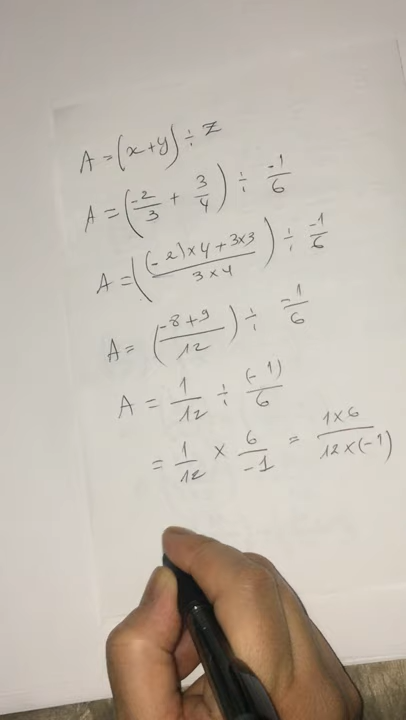 A = (x+y) ÷ z
A = (-2/3 + 3/4) ÷ -1/6
A = ((-2)×4+3×3/3×4) ÷ -1/6
A = (-8+9/12) ÷ -1/6
A = 1/12 ÷ (-1)/6
= 1/12 × 6/-1 = 1×6/12×(-1)